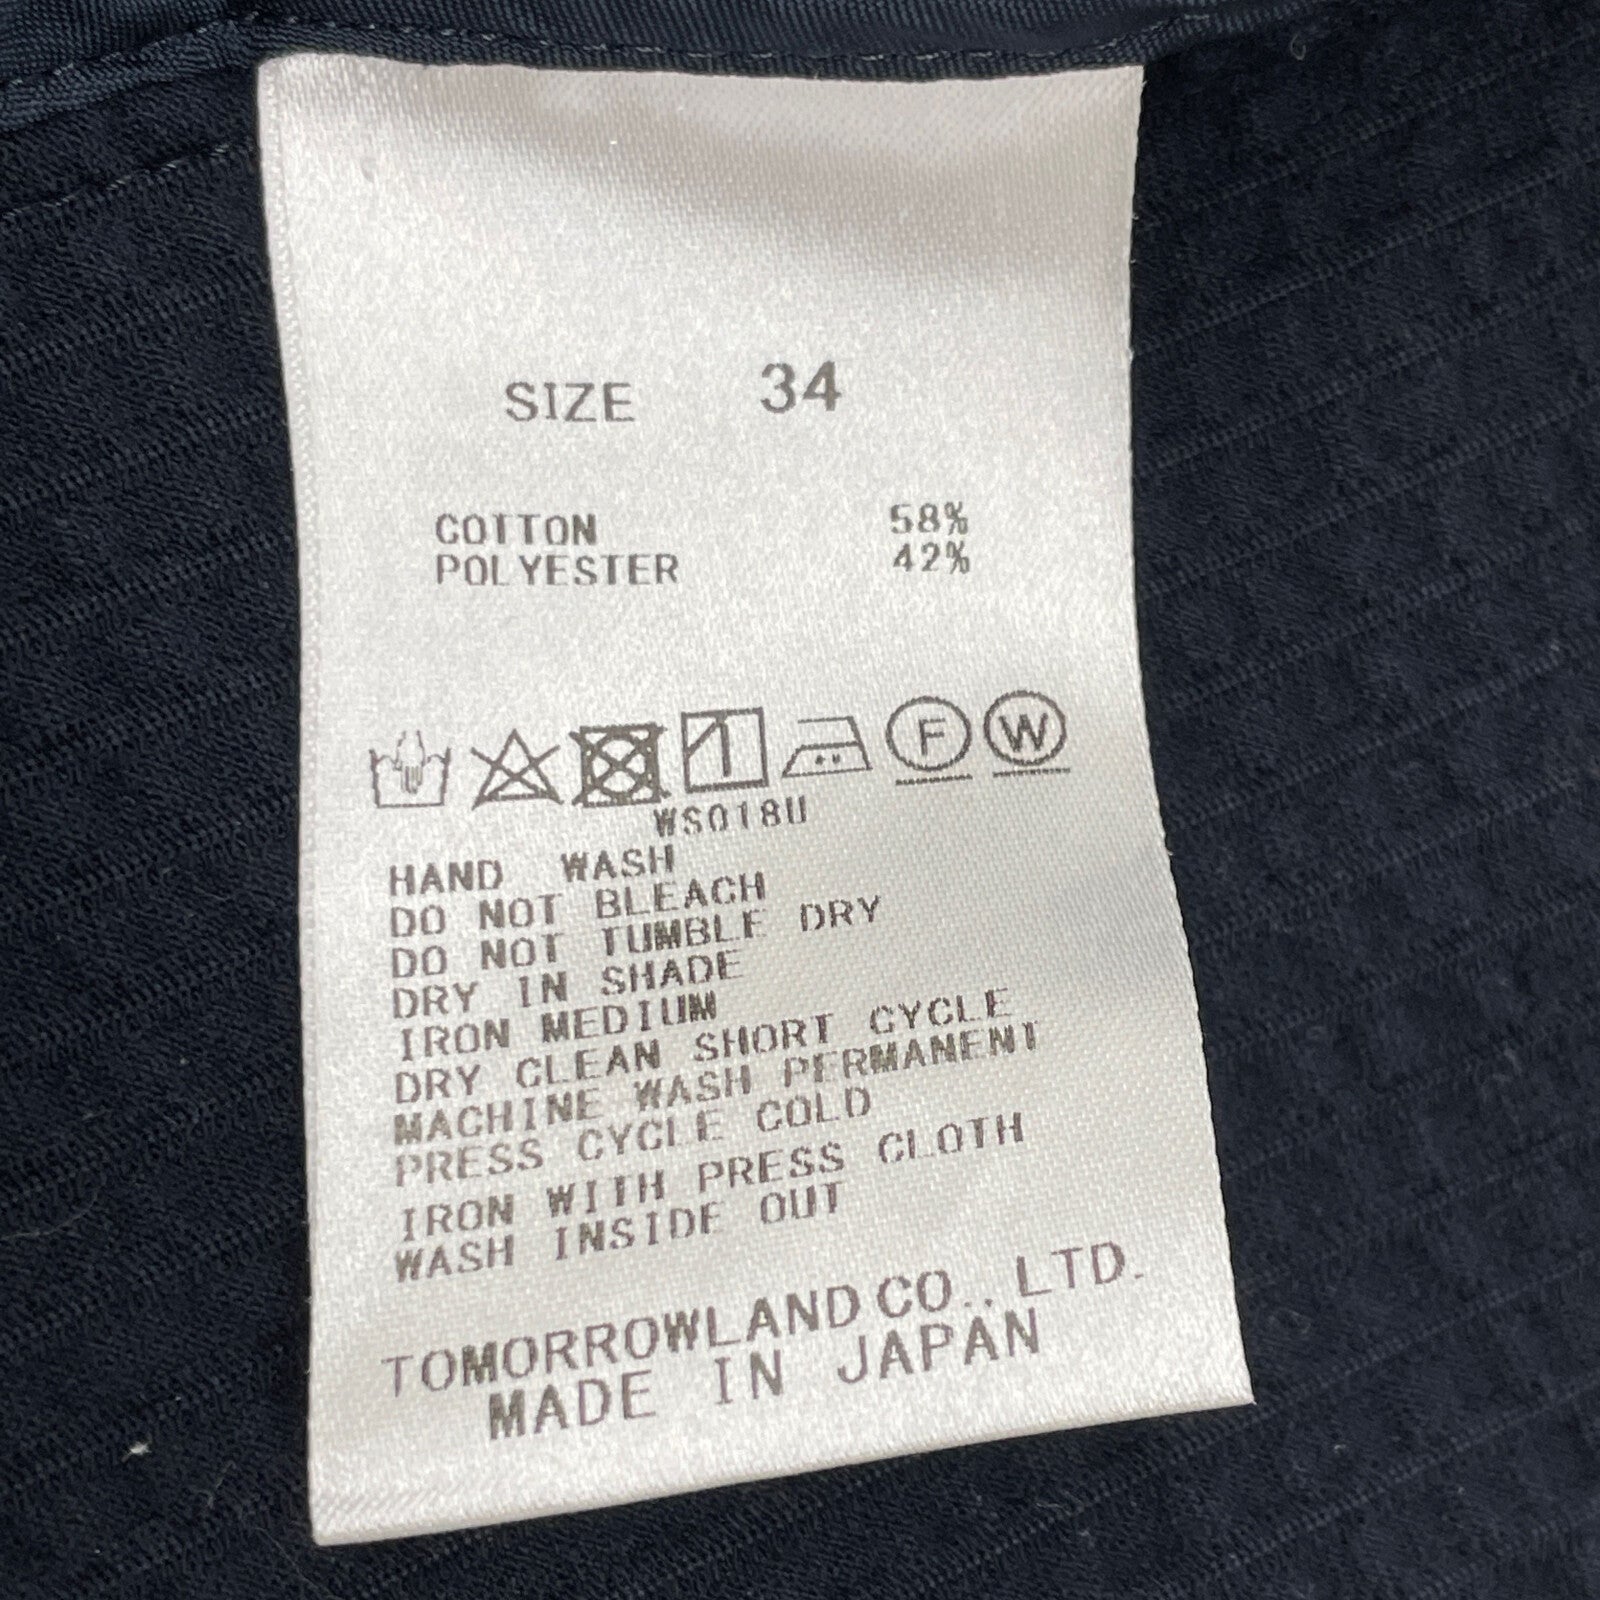 SIZE 34
COTTON 58%
POLYESTER 42%
F W
WS018U
HAND WASH
DO NOT BLEACH
DO NOT TUMBLE DRY
DRY IN SHADE
IRON MEDIUM
DRY CLEAN SHORT CYCLE
MACHINE WASH PERMANENT
PRESS CYCLE COLD
IRON WITH PRESS CLOTH
WASH INSIDE OUT
TOMORROWLAND CO., LTD.
MADE IN JAPAN